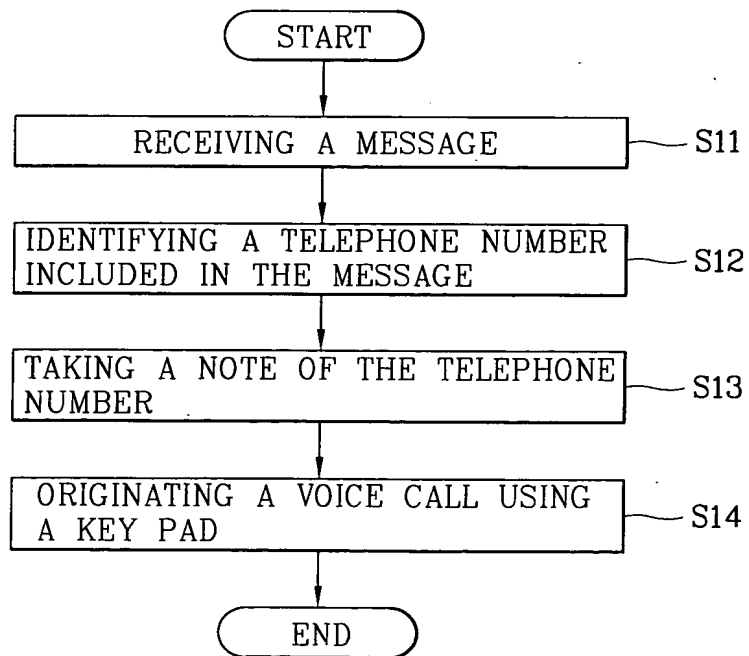 START
RECEIVING A MESSAGE
S11
IDENTIFYING A TELEPHONE NUMBER
INCLUDED IN THE MESSAGE
S12
TAKING A NOTE OF THE TELEPHONE
NUMBER
S13
ORIGINATING A VOICE CALL USING
A KEY PAD
S14
END